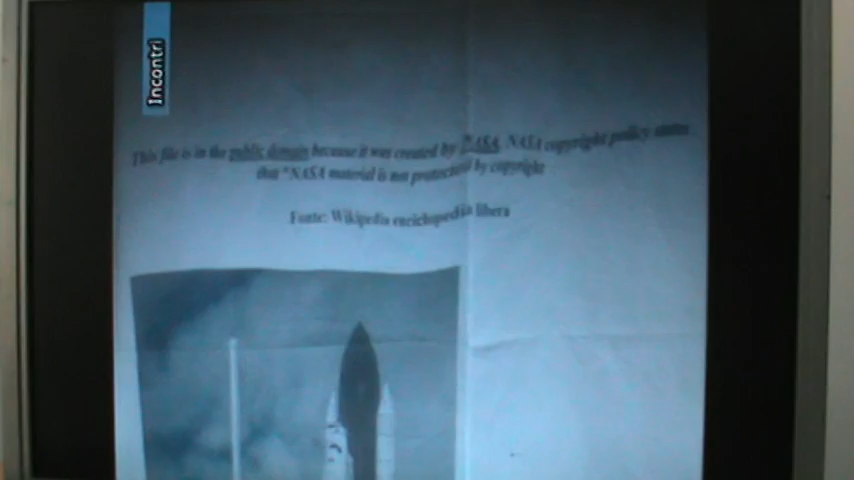 Incontri
This file is in the public domain because it was created by NASA. NASA copyright policy states
that "NASA material is not protected by copyright
Fonte: Wikipedia enciclopedia libera